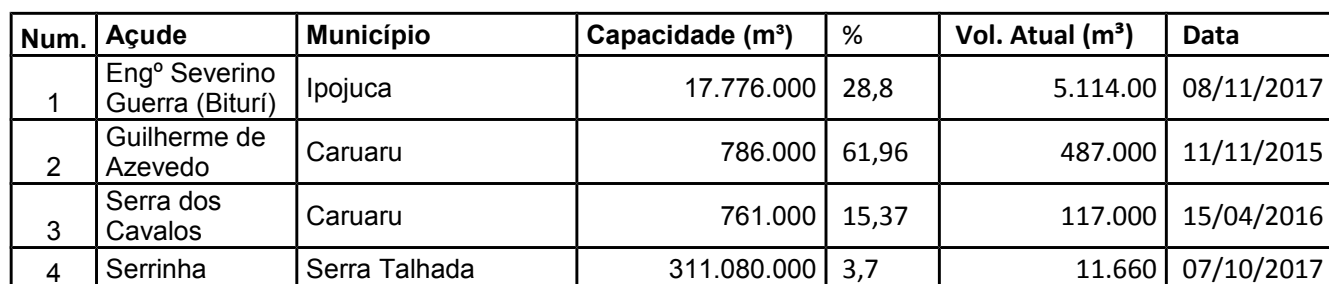 Num. Açude Município Capacidade (m³) % Vol. Atual (m³) Data
1 Engº Severino Guerra (Biturí) Ipojuca 17.776.000 28,8 5.114.00 08/11/2017
2 Guilherme de Azevedo Caruaru 786.000 61,96 487.000 11/11/2015
3 Serra dos Cavalos Caruaru 761.000 15,37 117.000 15/04/2016
4 Serrinha Serra Talhada 311.080.000 3,7 11.660 07/10/2017